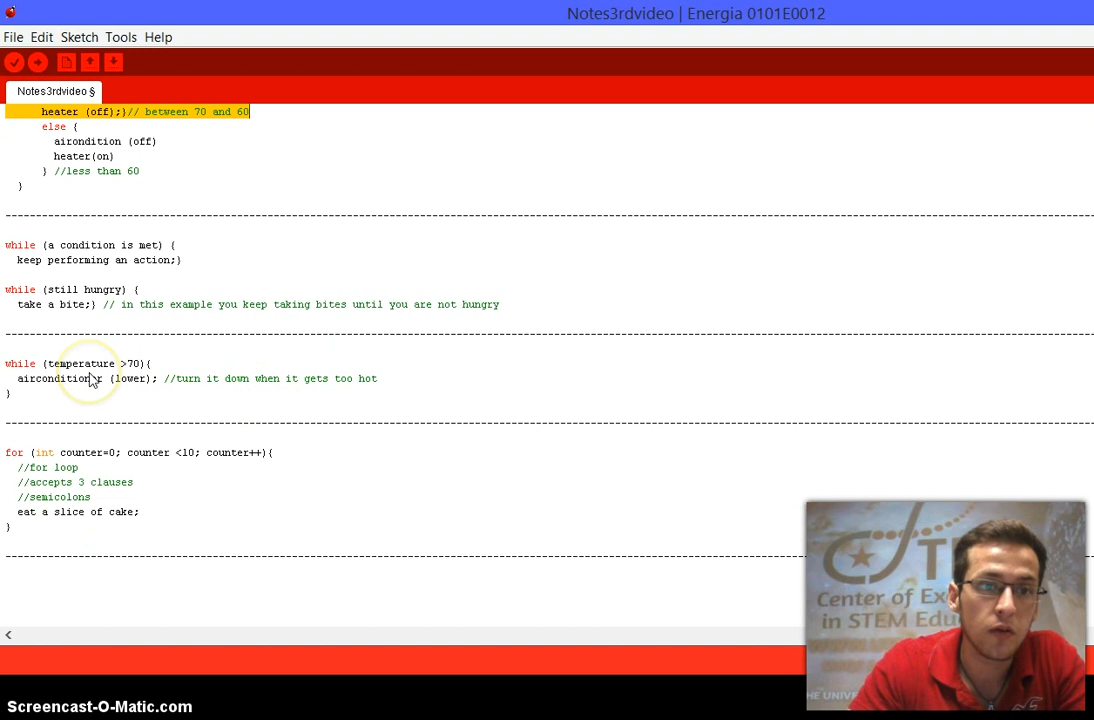 Notes3rdvideo | Energia 0101E0012
File Edit Sketch Tools Help
Notes3rdvideo §
heater (off);}// between 70 and 60
else {
airondition (off)
heater(on)
} //less than 60
}
--------------------------------------------------------------------------------
while (a condition is met) {
keep performing an action;}
while (still hungry) {
take a bite;} // in this example you keep taking bites until you are not hungry
--------------------------------------------------------------------------------
while (temperature >70){
airconditioner (lower); //turn it down when it gets too hot
}
--------------------------------------------------------------------------------
for (int counter=0; counter <10; counter++){
//for loop
//accepts 3 clauses
//semicolons
eat a slice of cake;
}
--------------------------------------------------------------------------------
Center of
in STEM
THE
Screencast-O-Matic.com